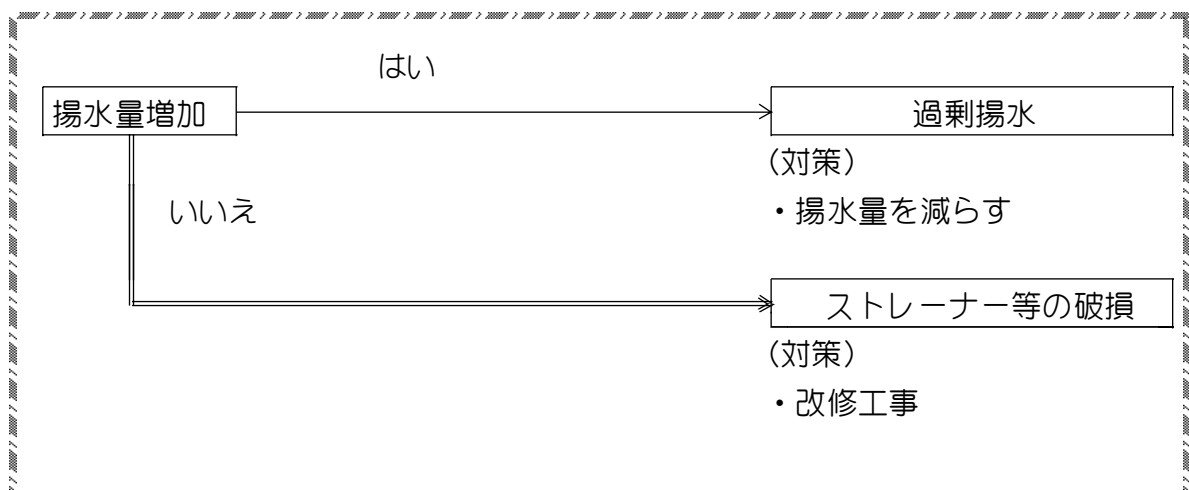 はい
揚水量増加
過剰揚水
(対策)
・揚水量を減らす
いいえ
ストレーナー等の破損
(対策)
・改修工事